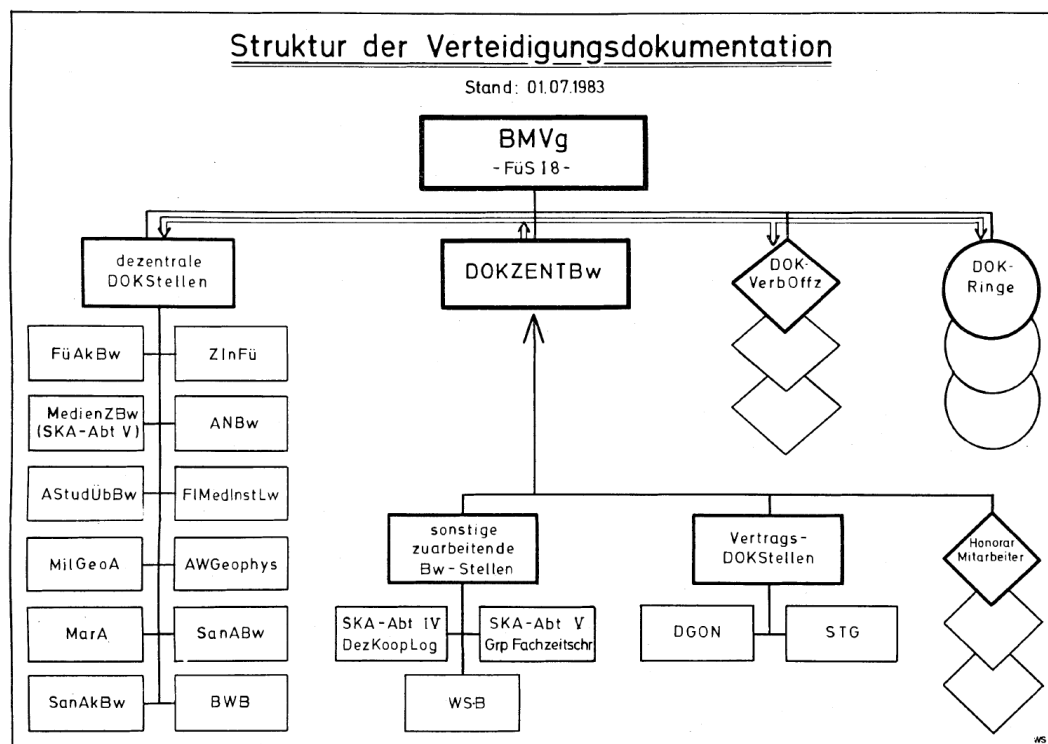 Struktur der Verteidigungsdokumentation
Stand: 01.07.1983
BMVg
-FüS I 8-
dezentrale
DOKStellen
DOKZENTBw
DOK-
VerbOffz
DOK-
Ringe
FüAkBw
ZInFü
MedienZBw
(SKA-Abt V)
ANBw
AStudÜbBw
FlMedInstLw
MilGeoA
AWGeophys
MarA
SanABw
SanAkBw
BWB
sonstige
zuarbeitende
Bw-Stellen
Vertrags-
DOKStellen
Honorar
Mitarbeiter
SKA-Abt IV
DezKoopLog
SKA-Abt V
Grp Fachzeitschr
DGON
STG
WS-B
WS